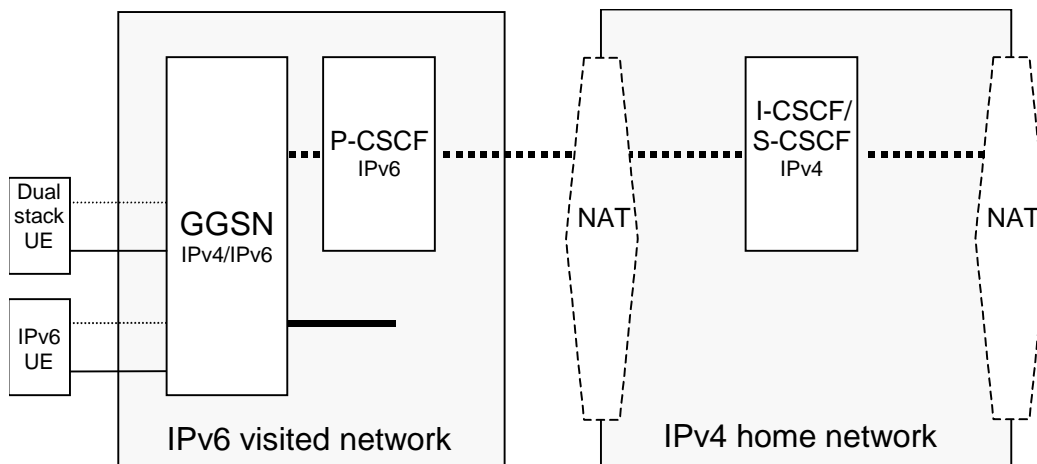 Dual
stack
UE
IPv6
UE
GGSN
IPv4/IPv6
P-CSCF
IPv6
IPv6 visited network
NAT
I-CSCF/
S-CSCF
IPv4
IPv4 home network
NAT